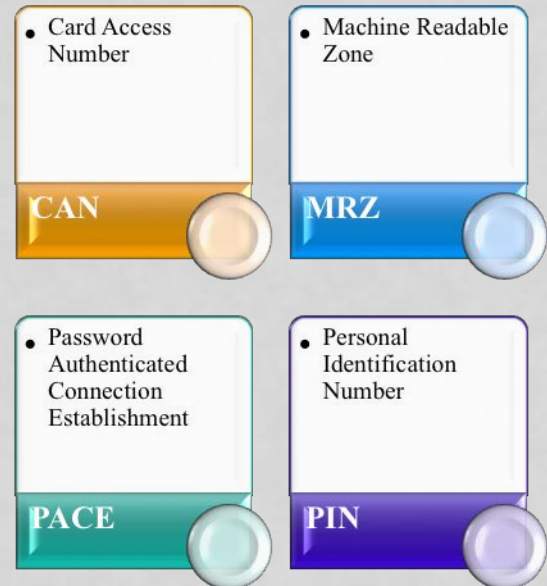 • Card Access
Number
CAN
• Machine Readable
Zone
MRZ
• Password
Authenticated
Connection
Establishment
PACE
• Personal
Identification
Number
PIN